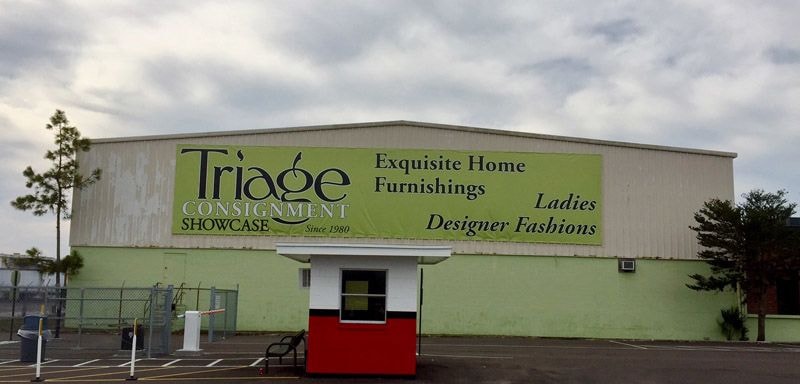 Triage
CONSIGNMENT
SHOWCASE Since 1980
Exquisite Home
Furnishings
Ladies
Designer Fashions